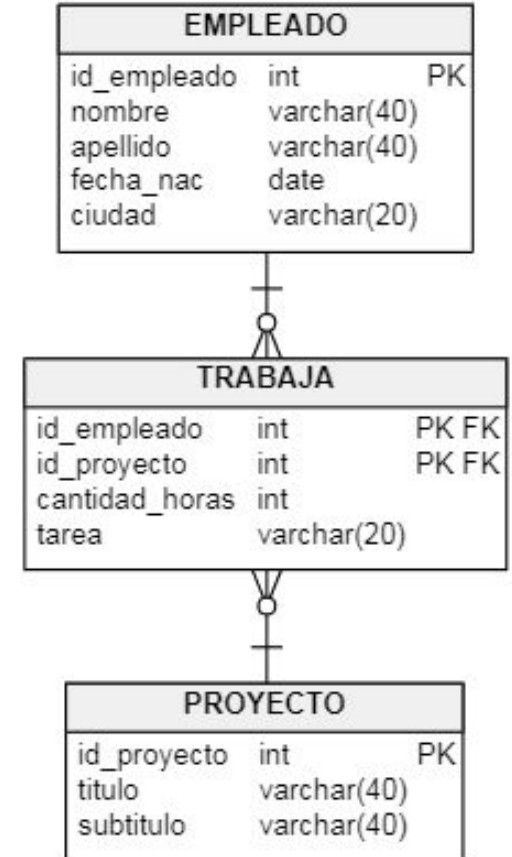 EMPLEADO
id_empleado int PK
nombre varchar(40)
apellido varchar(40)
fecha_nac date
ciudad varchar(20)
TRABAJA
id_empleado int PK FK
id_proyecto int PK FK
cantidad_horas int
tarea varchar(20)
PROYECTO
id_proyecto int PK
titulo varchar(40)
subtitulo varchar(40)